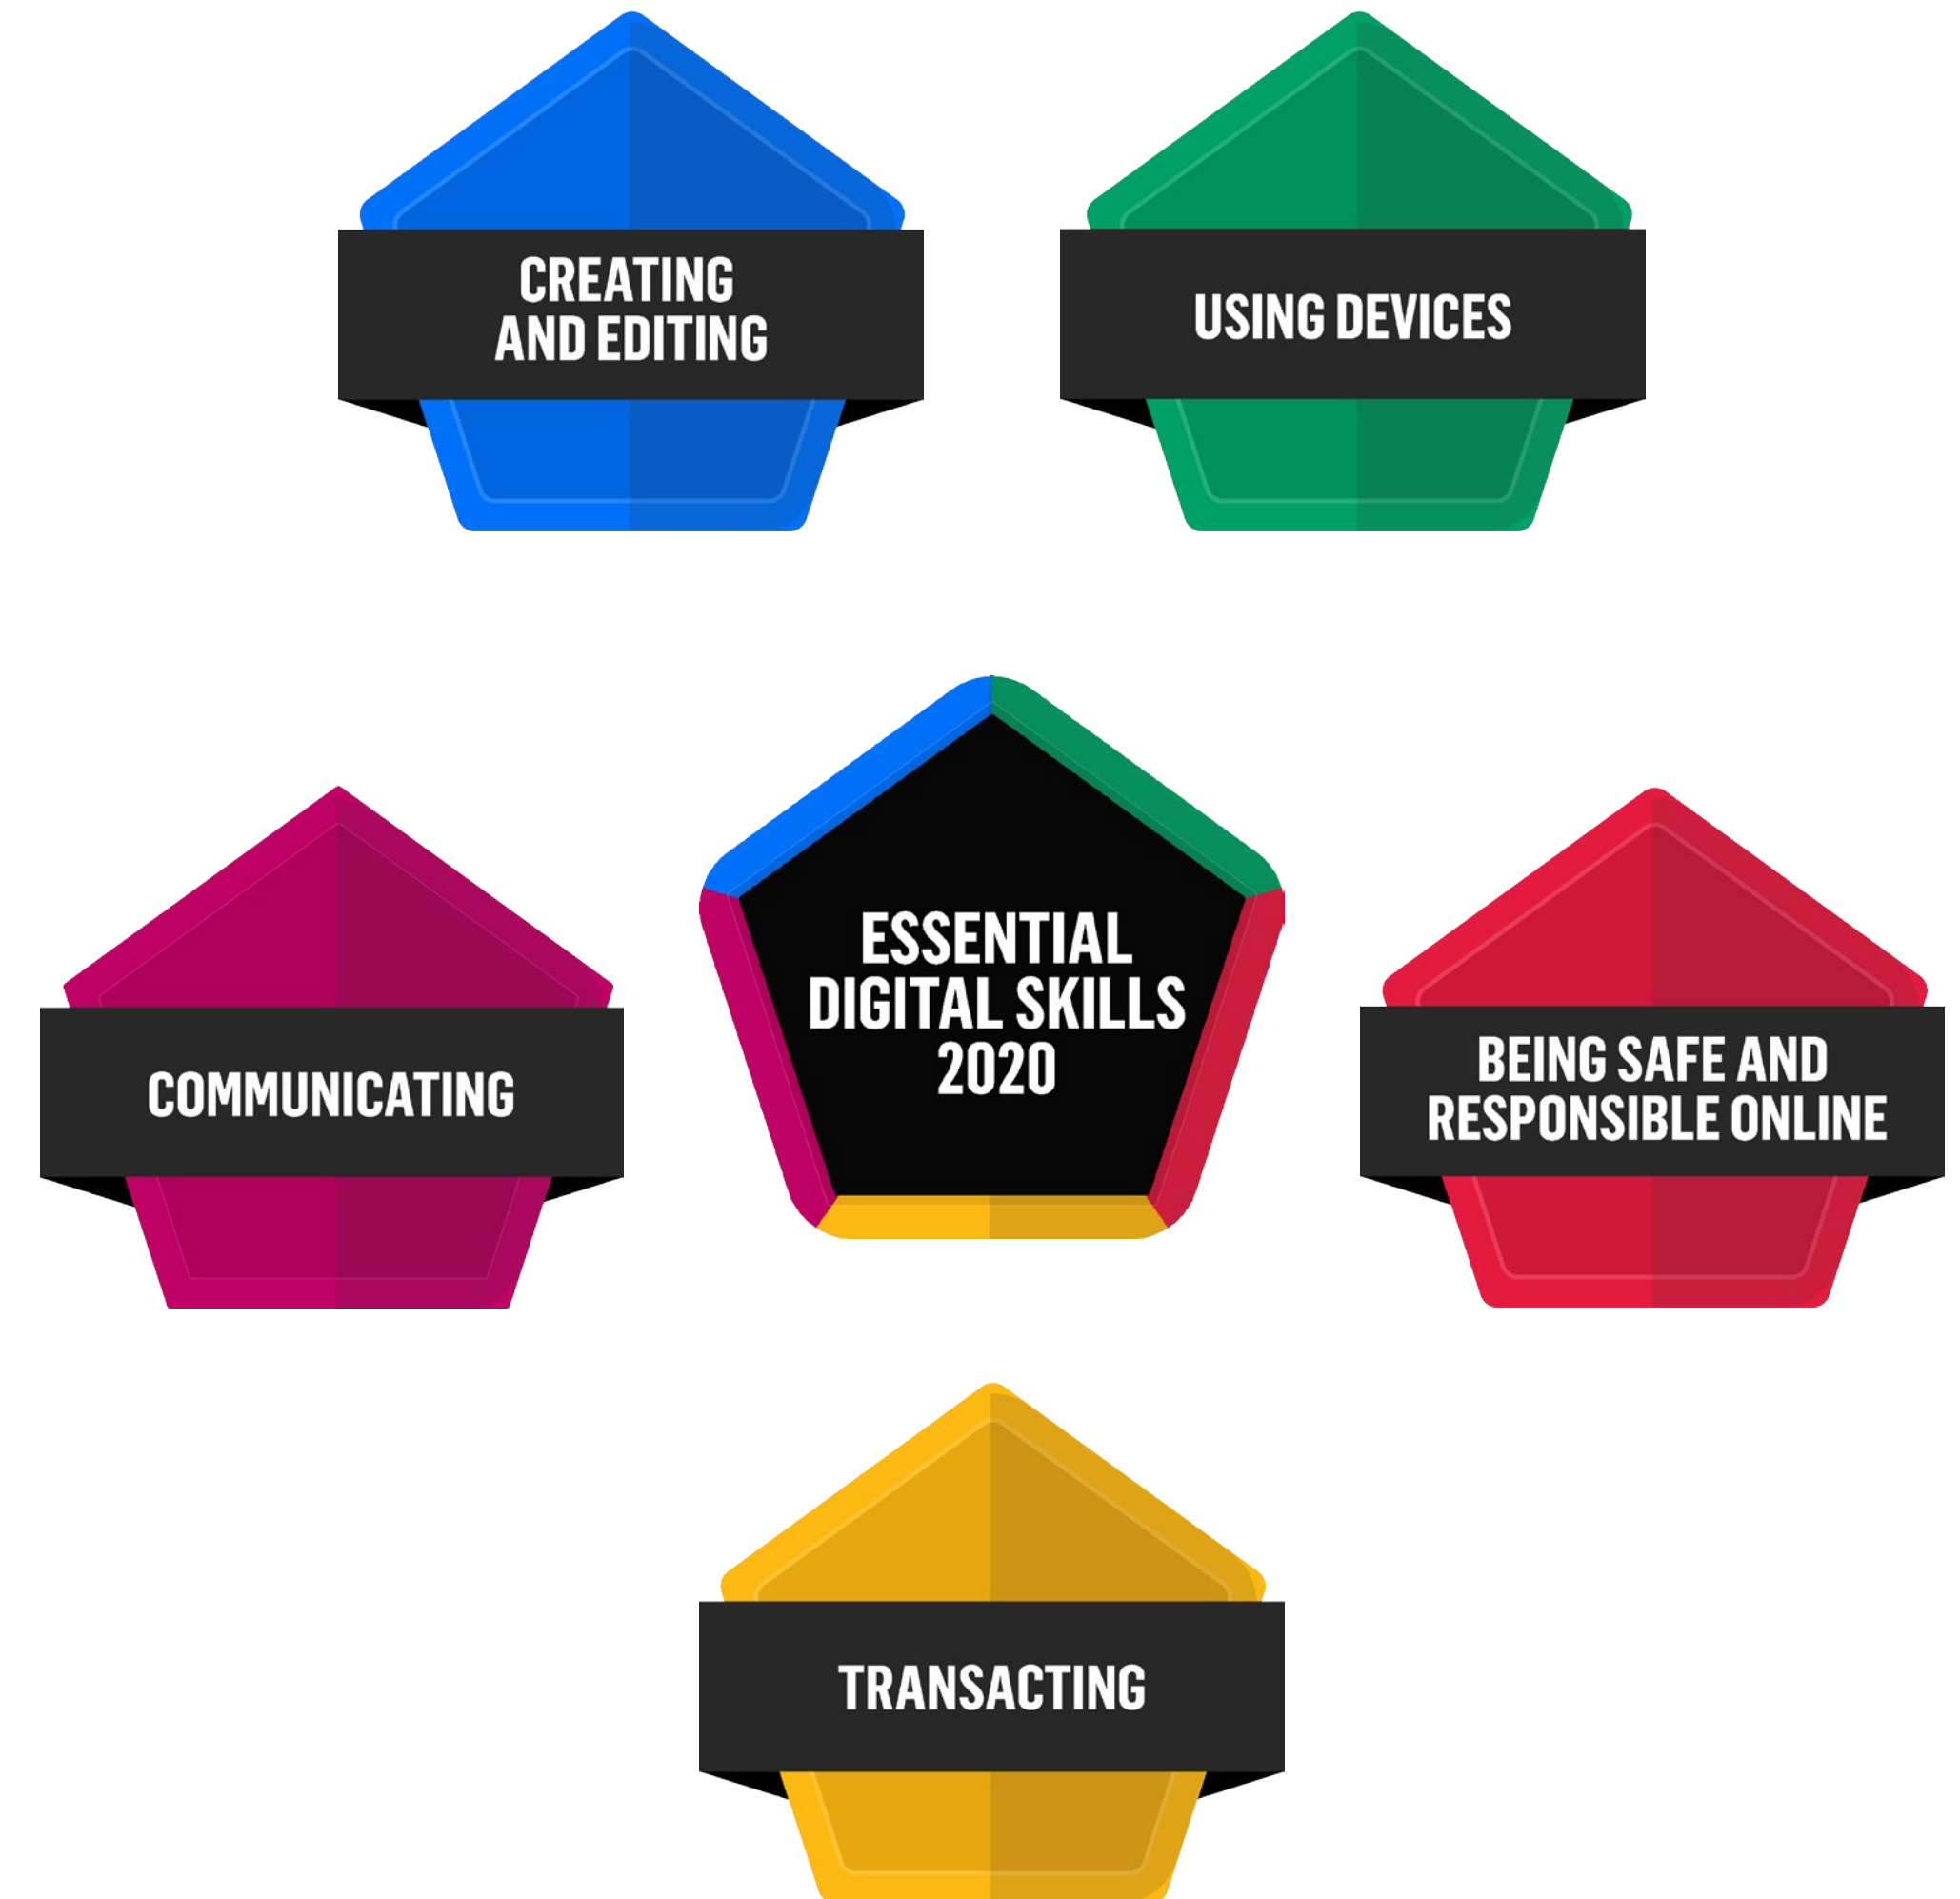 CREATING
AND EDITING
USING DEVICES
ESSENTIAL
DIGITAL SKILLS
2020
COMMUNICATING
BEING SAFE AND
RESPONSIBLE ONLINE
TRANSACTING